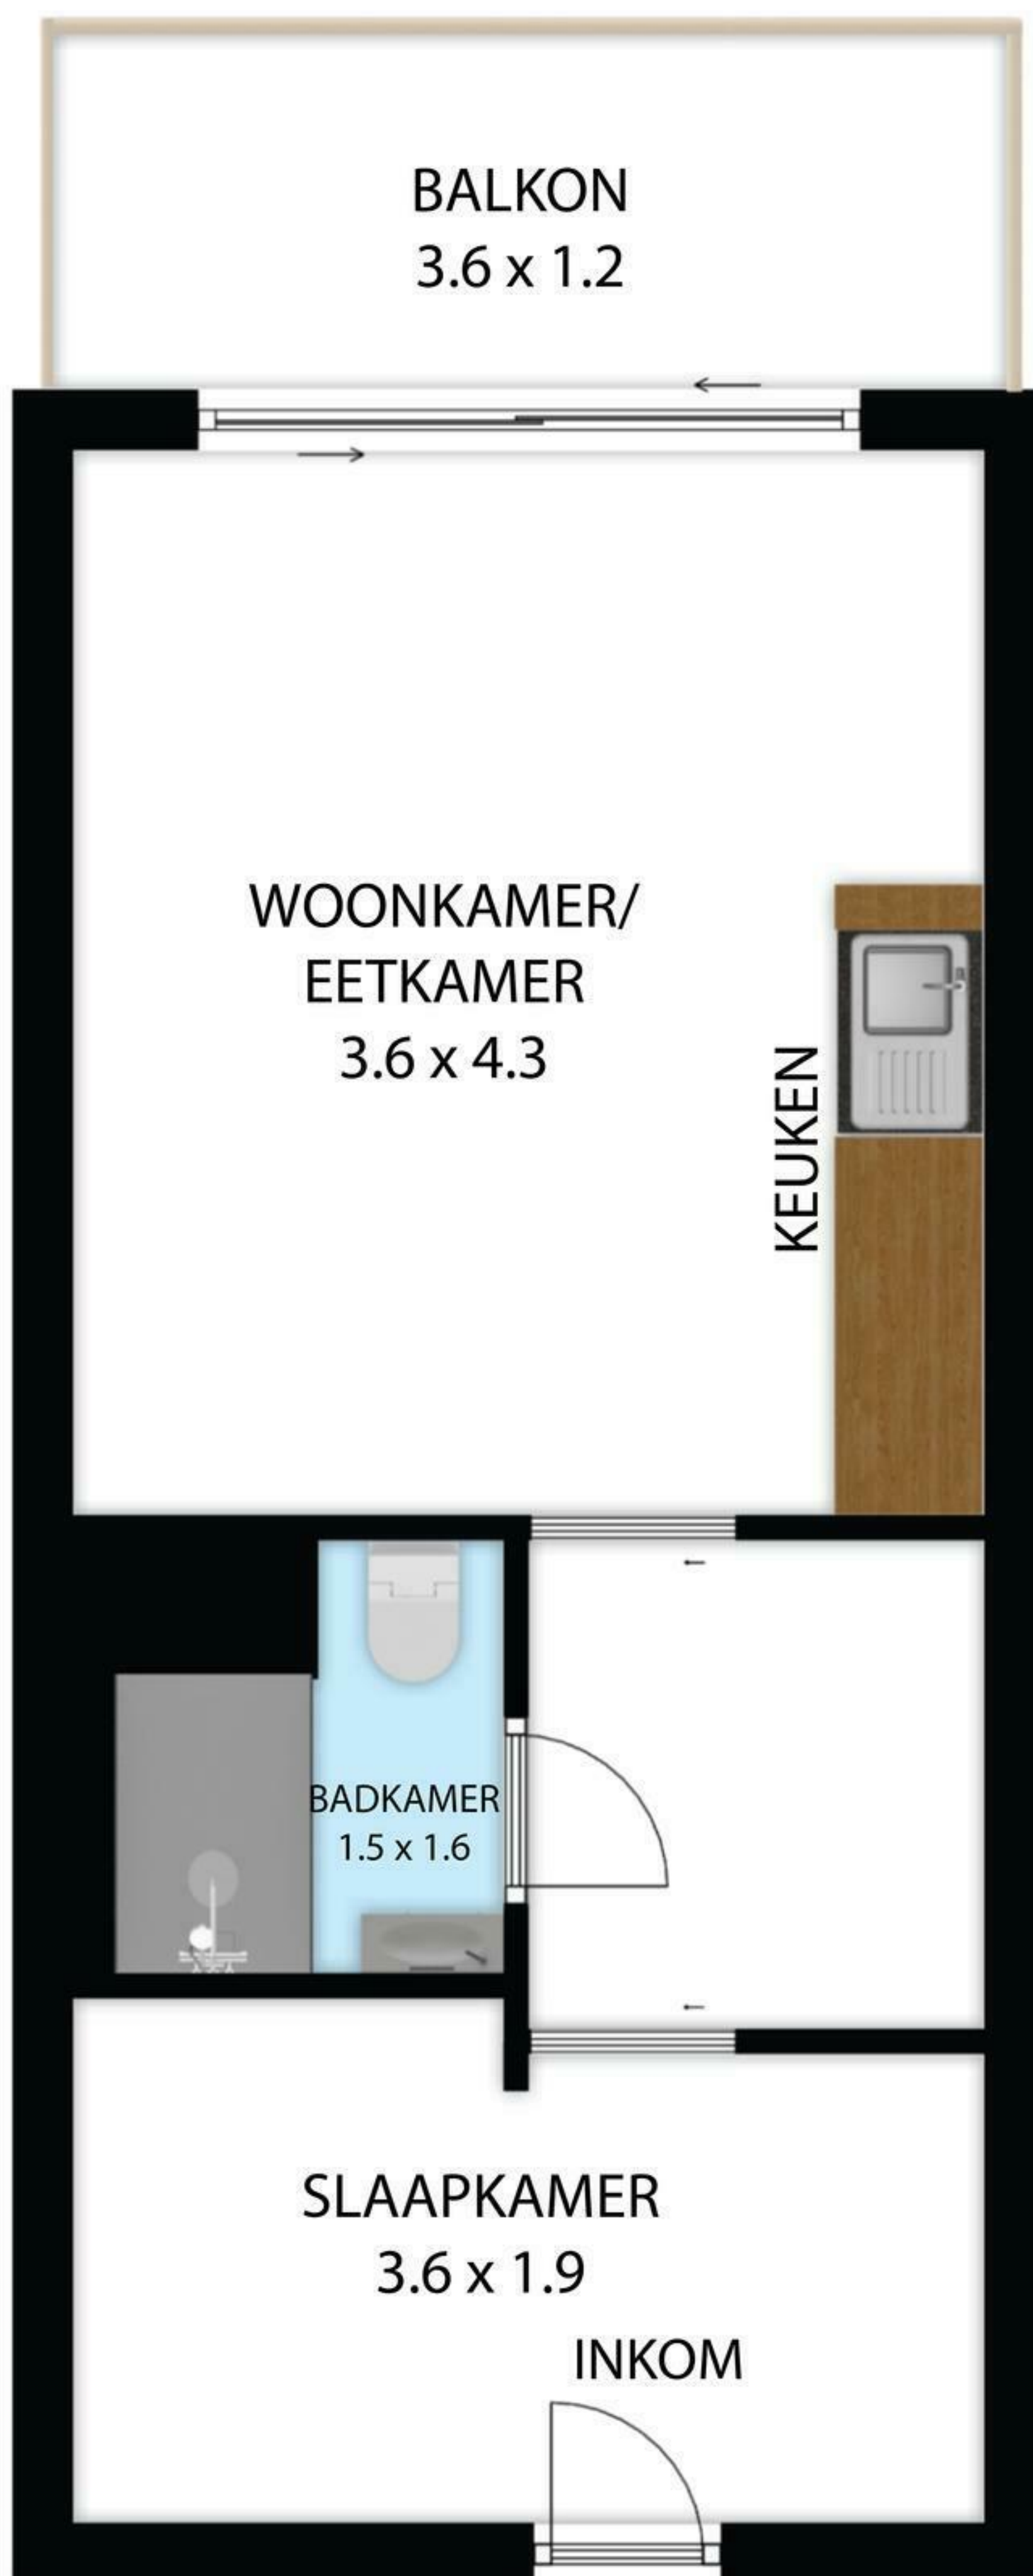 BALKON
3.6 x 1.2
WOONKAMER/
EETKAMER
3.6 x 4.3
KEUKEN
BADKAMER
1.5 x 1.6
SLAAPKAMER
3.6 x 1.9
INKOM